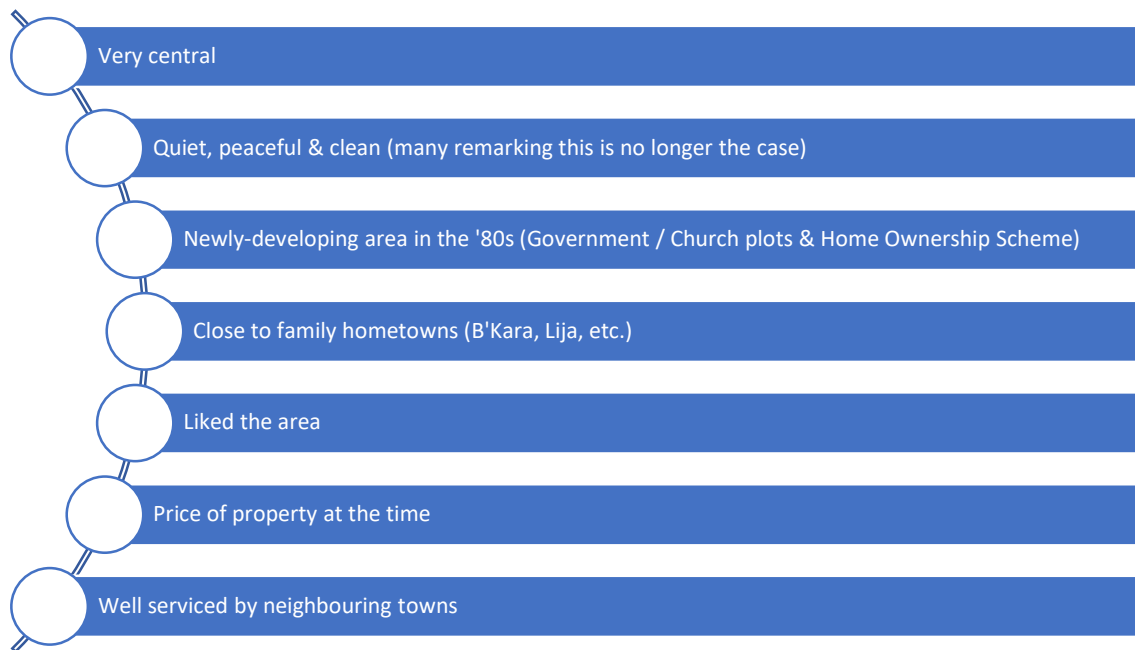 Very central
Quiet, peaceful & clean (many remarking this is no longer the case)
Newly-developing area in the '80s (Government / Church plots & Home Ownership Scheme)
Close to family hometowns (B'Kara, Lija, etc.)
Liked the area
Price of property at the time
Well serviced by neighbouring towns